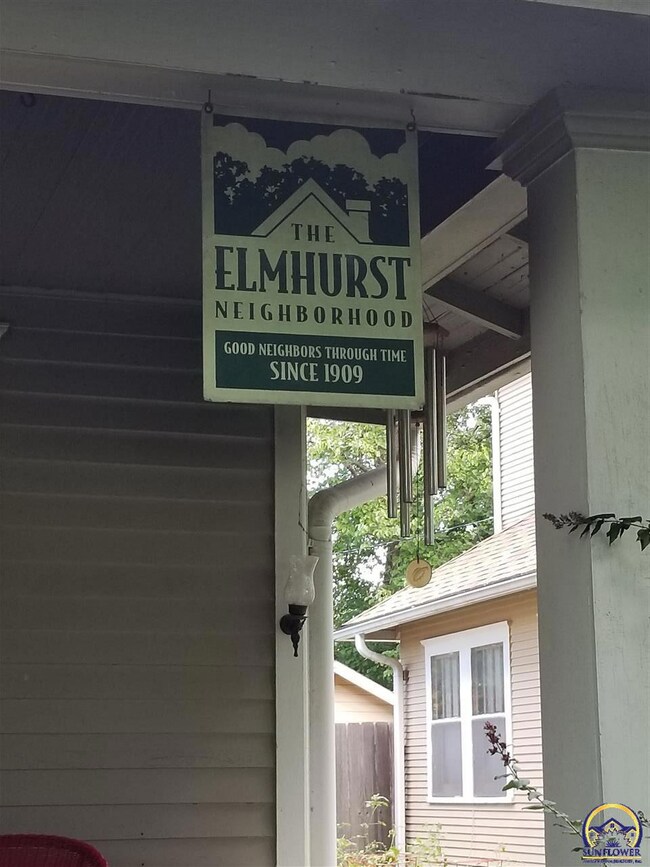 THE
ELMHURST
NEIGHBORHOOD
GOOD NEIGHBORS THROUGH TIME
SINCE 1909
SUNFLOWER